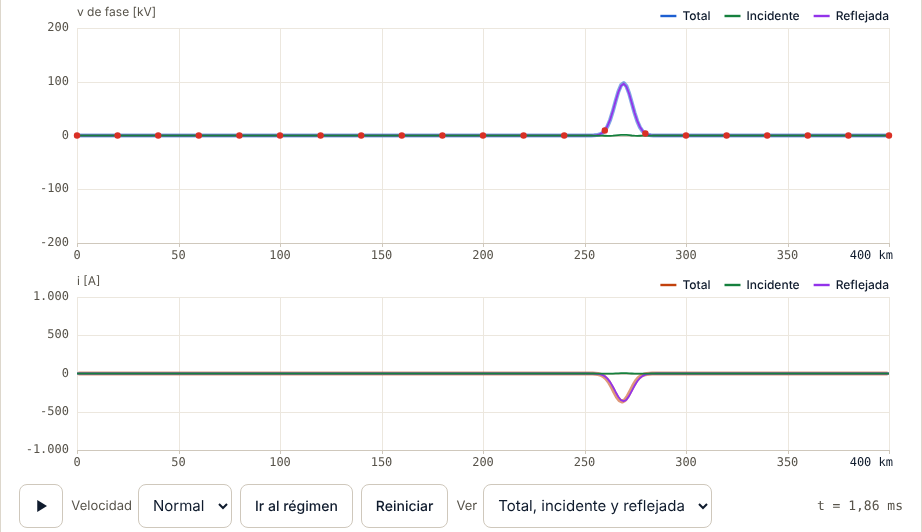 v de fase [kV]
Total Incidente Reflejada
200
100
0
-100
-200
0 50 100 150 200 250 300 350 400 km
i [A]
Total Incidente Reflejada
1.000
500
0
-500
-1.000
0 50 100 150 200 250 300 350 400 km
Velocidad Normal Ir al régimen Reiniciar Ver Total, incidente y reflejada t = 1,86 ms